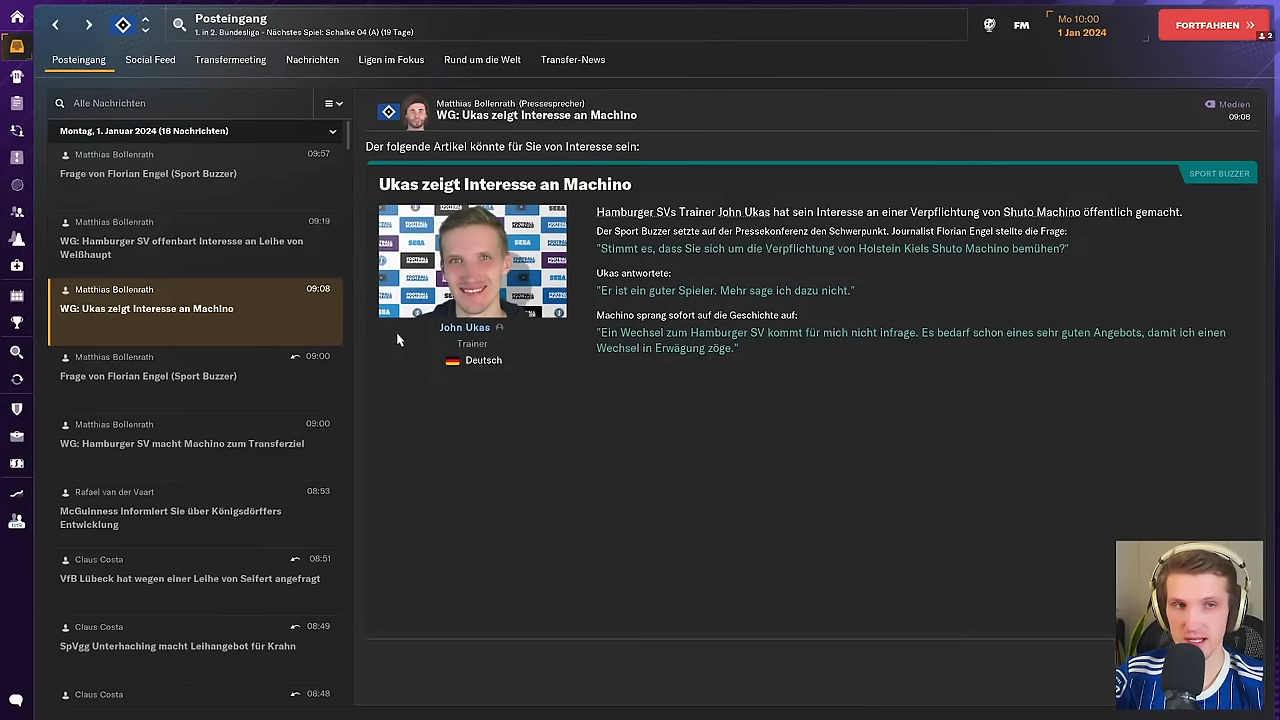 Posteingang
1. in 2. Bundesliga - Nächstes Spiel: Schalke 04 (A) (19 Tage)
FM
Mo 10:00
1 Jan 2024
FORTFAHREN
2
Posteingang
Social Feed
Transfermeeting
Nachrichten
Ligen im Fokus
Rund um die Welt
Transfer-News
Alle Nachrichten
Montag, 1. Januar 2024 (18 Nachrichten)
Matthias Bollenrath 09:57
Frage von Florian Engel (Sport Buzzer)
Matthias Bollenrath 09:19
WG: Hamburger SV offenbart Interesse an Leihe von
Weißhaupt
Matthias Bollenrath 09:08
WG: Ukas zeigt Interesse an Machino
Matthias Bollenrath 09:00
Frage von Florian Engel (Sport Buzzer)
Matthias Bollenrath 09:00
WG: Hamburger SV macht Machino zum Transferziel
Rafael van der Vaart 08:53
McGuinness informiert Sie über Königsdörffers
Entwicklung
Claus Costa 08:51
VfB Lübeck hat wegen einer Leihe von Seifert angefragt
Claus Costa 08:49
SpVgg Unterhaching macht Leihangebot für Krahn
Claus Costa 08:48
Matthias Bollenrath (Pressesprecher)
WG: Ukas zeigt Interesse an Machino
Medien
09:08
Der folgende Artikel könnte für Sie von Interesse sein:
SPORT BUZZER
Ukas zeigt Interesse an Machino
SEGA
FOOTBALL MANAGER
John Ukas
Trainer
Deutsch
Hamburger SVs Trainer John Ukas hat sein Interesse an einer Verpflichtung von Shuto Machino öffentlich gemacht.
Der Sport Buzzer setzte auf der Pressekonferenz den Schwerpunkt. Journalist Florian Engel stellte die Frage:
"Stimmt es, dass Sie sich um die Verpflichtung von Holstein Kiels Shuto Machino bemühen?"
Ukas antwortete:
"Er ist ein guter Spieler. Mehr sage ich dazu nicht."
Machino sprang sofort auf die Geschichte auf:
"Ein Wechsel zum Hamburger SV kommt für mich nicht infrage. Es bedarf schon eines sehr guten Angebots, damit ich einen
Wechsel in Erwägung zöge."